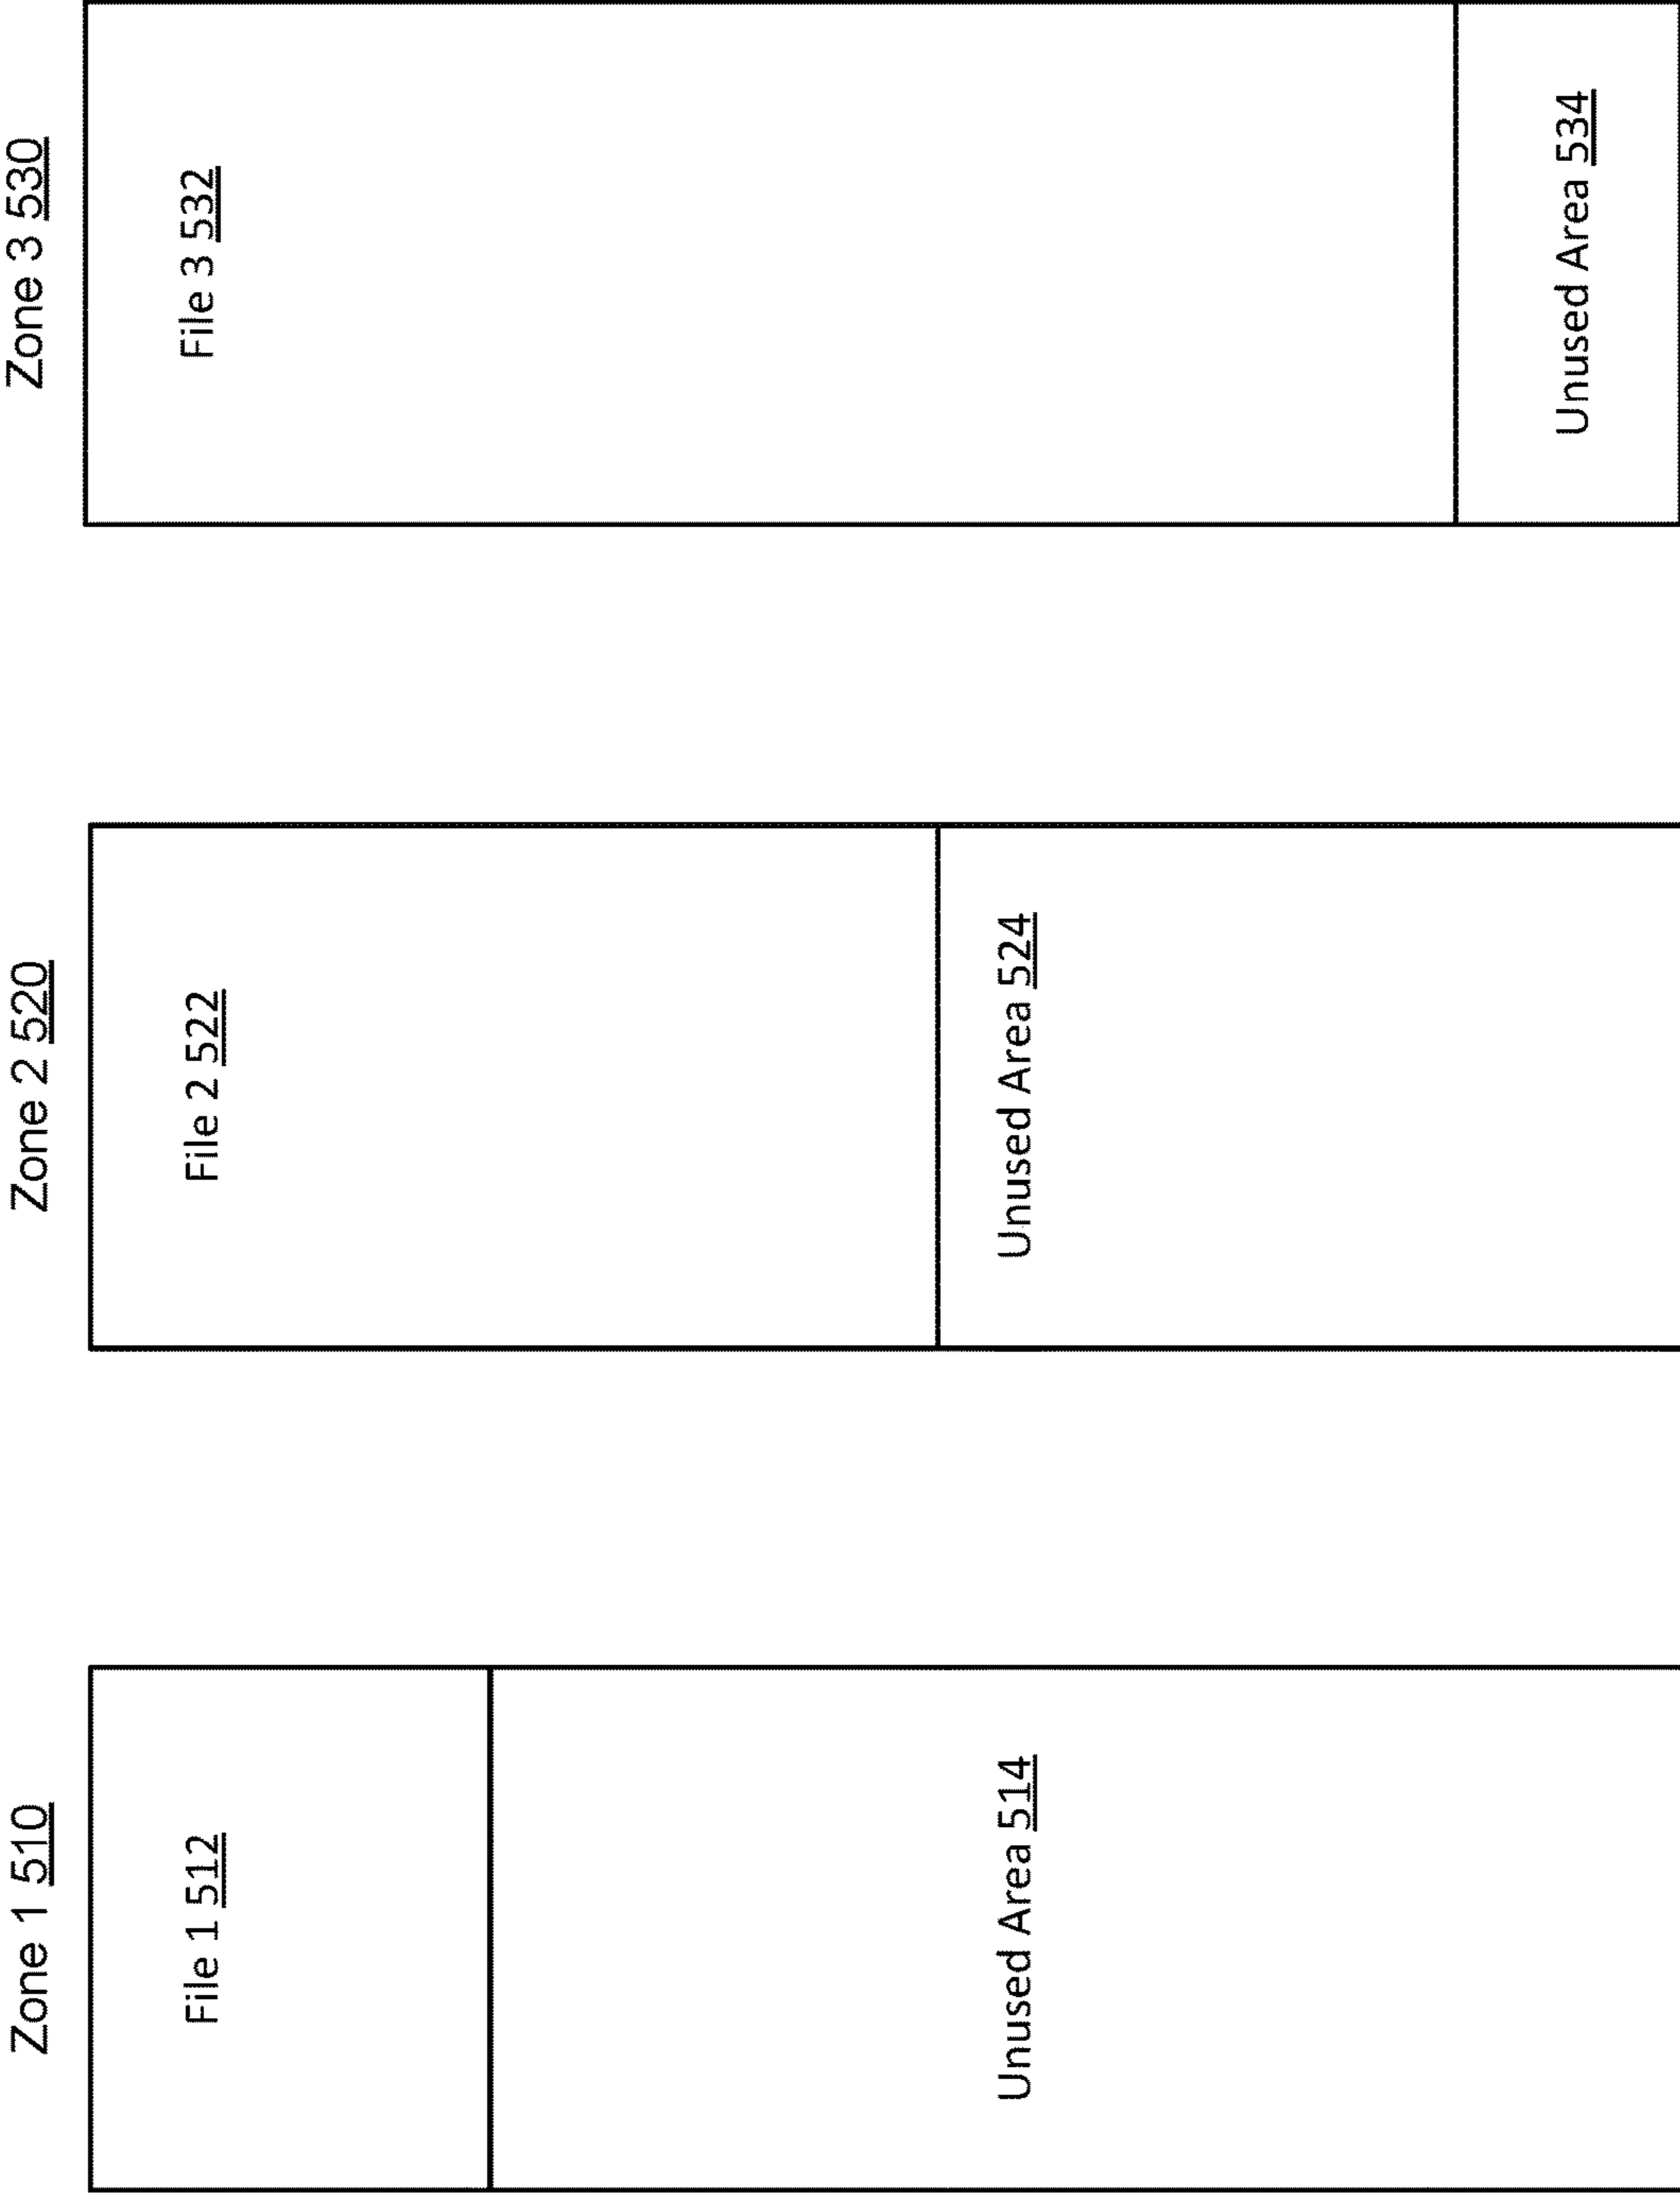 Zone 1 510
File 1 512
Unused Area 514
Zone 2 520
File 2 522
Unused Area 524
Zone 3 530
File 3 532
Unused Area 534